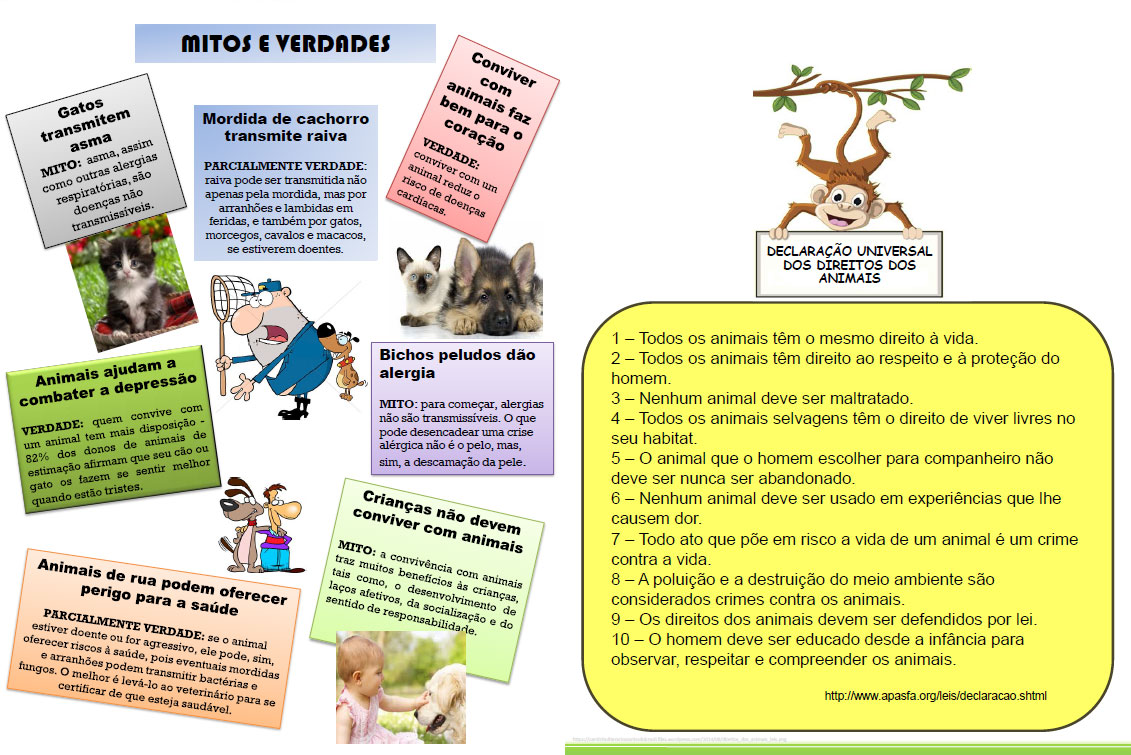 MITOS E VERDADES
Gatos
transmitem
asma
MITO: asma, assim
como outras alergias
respiratórias, são
doenças não
transmissíveis.
Mordida de cachorro
transmite raiva
PARCIALMENTE VERDADE:
raiva pode ser transmitida não
apenas pela mordida, mas por
arranhões e lambidas em
feridas, e também por gatos,
morcegos, cavalos e macacos,
se estiverem doentes.
Conviver
com
animais faz
bem para o
coração
VERDADE:
conviver com um
animal reduz o
risco de doenças
cardíacas.
Animais ajudam a
combater a depressão
VERDADE: quem convive com
um animal tem mais disposição -
82% dos donos de animais de
estimação afirmam que seu cão ou
gato os fazem se sentir melhor
quando estão tristes.
Bichos peludos dão
alergia
MITO: para começar, alergias
não são transmissíveis. O que
pode desencadear uma crise
alérgica não é o pelo, mas,
sim, a descamação da pele.
Crianças não devem
conviver com animais
MITO: a convivência com animais
traz muitos benefícios às crianças,
tais como, o desenvolvimento de
laços afetivos, da socialização e do
sentido de responsabilidade.
Animais de rua podem oferecer
perigo para a saúde
PARCIALMENTE VERDADE: se o animal
estiver doente ou for agressivo, ele pode, sim,
oferecer riscos à saúde, pois eventuais mordidas
e arranhões podem transmitir bactérias e
fungos. O melhor é levá-lo ao veterinário para se
certificar de que esteja saudável.
DECLARAÇÃO UNIVERSAL
DOS DIREITOS DOS
ANIMAIS
1 – Todos os animais têm o mesmo direito à vida.
2 – Todos os animais têm direito ao respeito e à proteção do
homem.
3 – Nenhum animal deve ser maltratado.
4 – Todos os animais selvagens têm o direito de viver livres no
seu habitat.
5 – O animal que o homem escolher para companheiro não
deve ser nunca ser abandonado.
6 – Nenhum animal deve ser usado em experiências que lhe
causem dor.
7 – Todo ato que põe em risco a vida de um animal é um crime
contra a vida.
8 – A poluição e a destruição do meio ambiente são
considerados crimes contra os animais.
9 – Os direitos dos animais devem ser defendidos por lei.
10 – O homem deve ser educado desde a infância para
observar, respeitar e compreender os animais.
http://www.apasfa.org/leis/declaracao.shtml